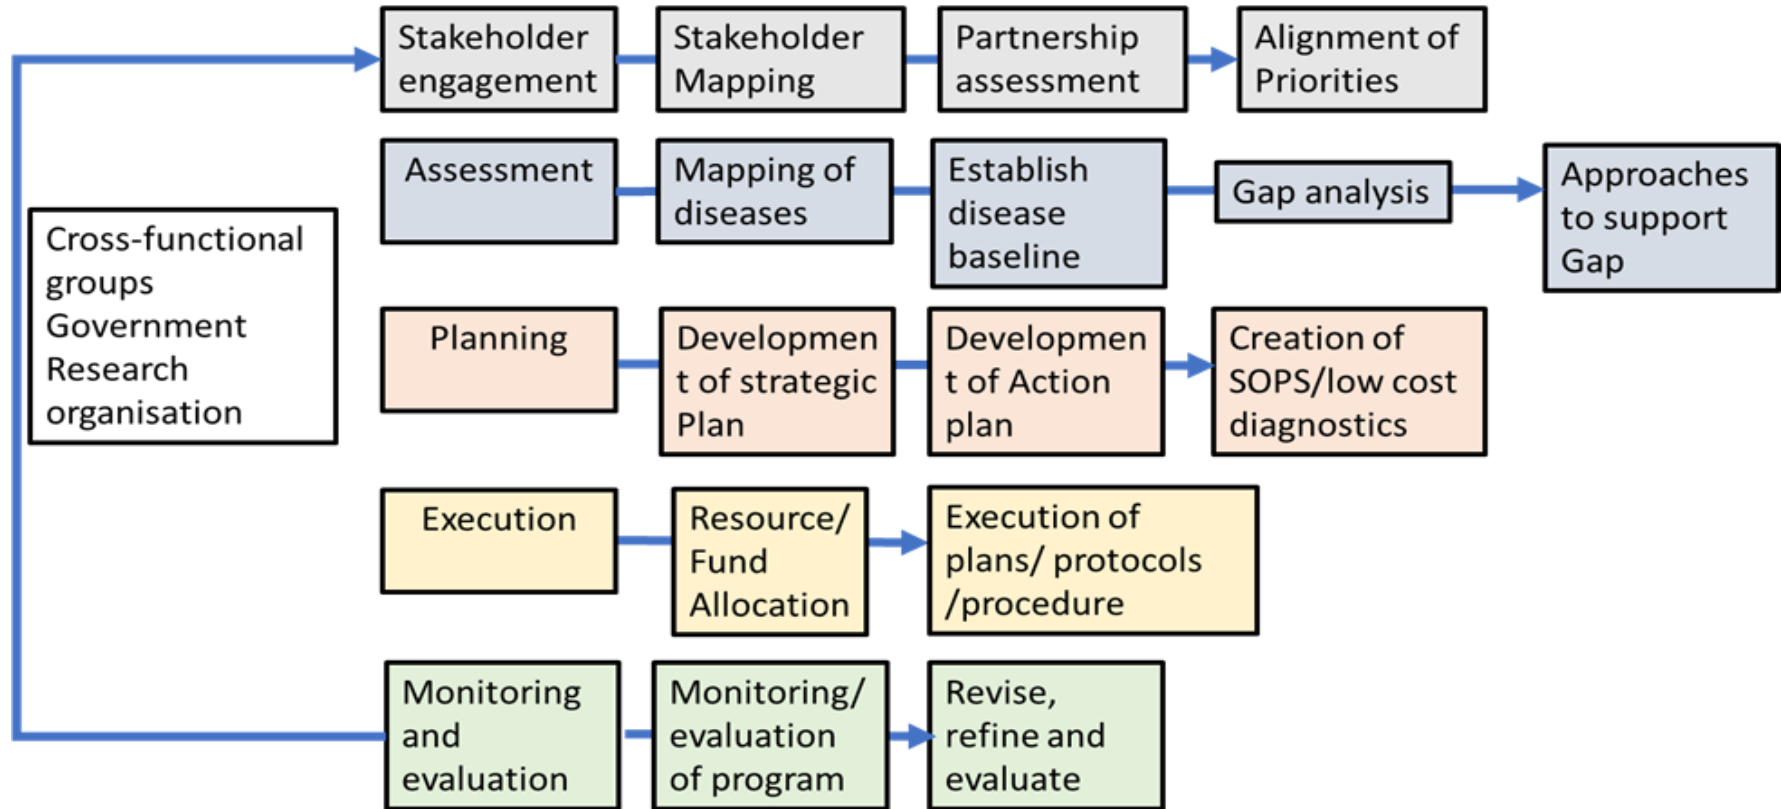 Stakeholder
engagement
Stakeholder
Mapping
Partnership
assessment
Alignment of
Priorities
Assessment
Mapping of
diseases
Establish
disease
baseline
Gap analysis
Approaches
to support
Gap
Cross-functional
groups
Government
Research
organisation
Planning
Developmen
t of strategic
Plan
Developmen
t of Action
plan
Creation of
SOPS/low cost
diagnostics
Execution
Resource/
Fund
Allocation
Execution of
plans/ protocols
/procedure
Monitoring
and
evaluation
Monitoring/
evaluation
of program
Revise,
refine and
evaluate